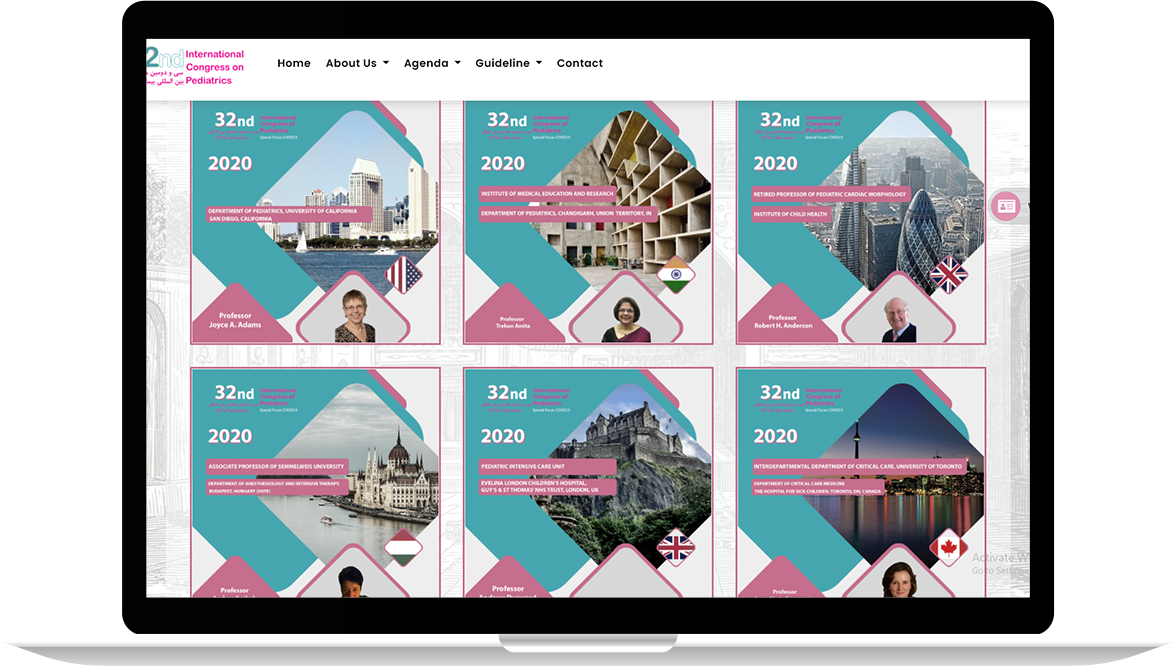 2nd International
Congress on
Pediatrics
سی و دومین
بین المللی
Home
About Us
Agenda
Guideline
Contact
32nd International
Congress of
Pediatrics
Special Focus COVID19
2020
DEPARTMENT OF PEDIATRICS, UNIVERSITY OF CALIFORNIA
SAN DIEGO, CALIFORNIA
Professor
Joyce A. Adams
32nd International
Congress of
Pediatrics
Special Focus COVID19
2020
INSTITUTE OF MEDICAL EDUCATION AND RESEARCH
DEPARTMENT OF PEDIATRICS, CHANDIGARH, UNION TERRITORY, IN
Professor
Trehan Amita
32nd International
Congress of
Pediatrics
Special Focus COVID19
2020
RETIRED PROFESSOR OF PEDIATRIC CARDIAC MORPHOLOGY
INSTITUTE OF CHILD HEALTH
Professor
Robert H. Anderson
32nd International
Congress of
Pediatrics
Special Focus COVID19
2020
ASSOCIATE PROFESSOR OF SEMMELWEIS UNIVERSITY
DEPARTMENT OF ANESTHESIOLOGY AND INTENSIVE THERAPY,
BUDAPEST, HUNGARY (SOTE)
Professor
32nd International
Congress of
Pediatrics
Special Focus COVID19
2020
PEDIATRIC INTENSIVE CARE UNIT
EVELINA LONDON CHILDREN'S HOSPITAL,
GUY'S & ST THOMAS' NHS TRUST, LONDON, UK
Professor
32nd International
Congress of
Pediatrics
Special Focus COVID19
2020
INTERDEPARTMENTAL DEPARTMENT OF CRITICAL CARE, UNIVERSITY OF TORONTO
DEPARTMENT OF CRITICAL CARE MEDICINE
THE HOSPITAL FOR SICK CHILDREN, TORONTO, ON, CANADA
Professor
Activate W
Go to Settings